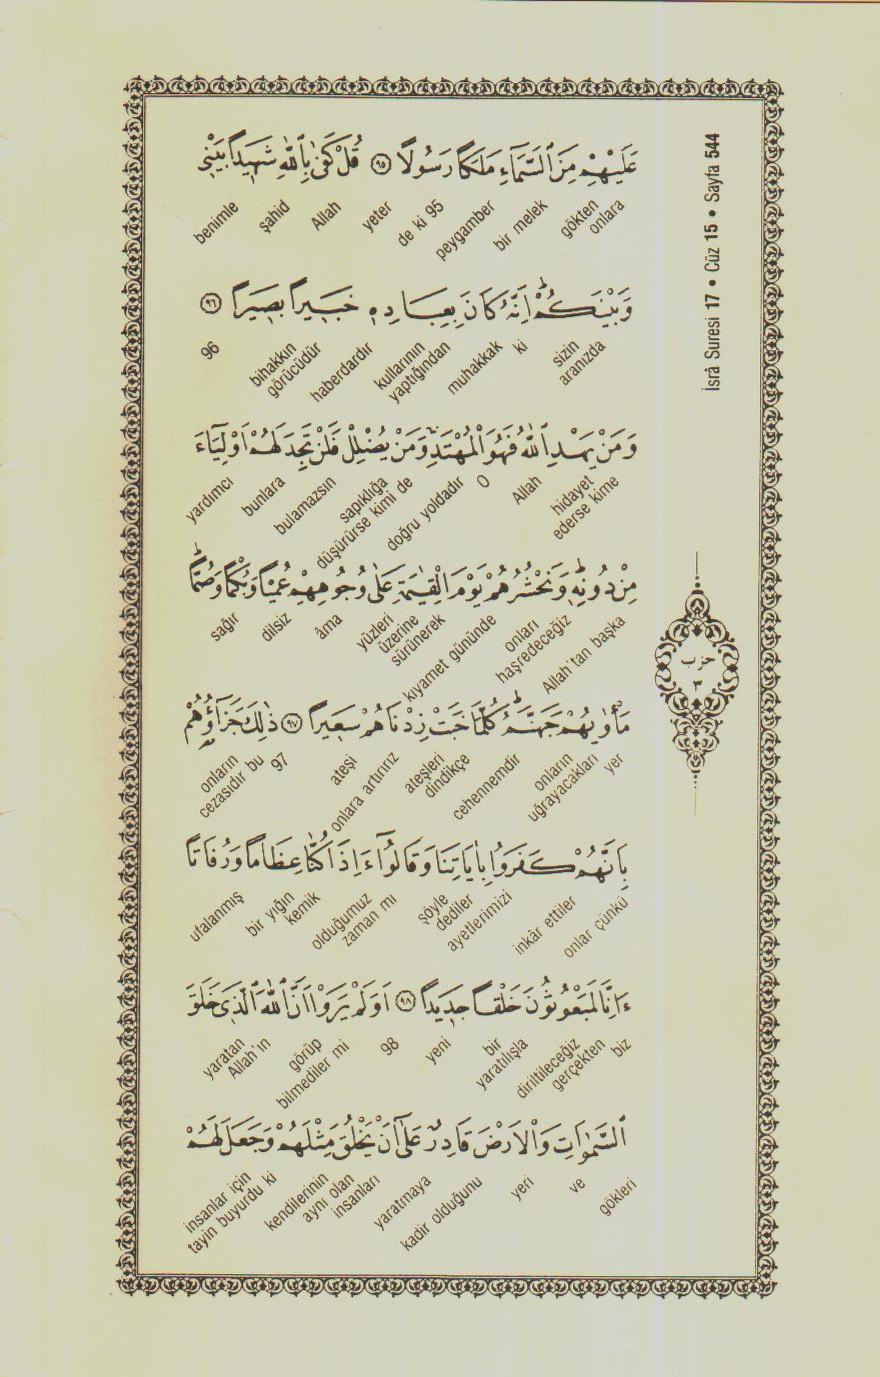 İsrâ Suresi 17 • Cüz 15 • Sayfa 544
عَلَيْهِمْ مِنَ السَّمَٓاءِ مَلَكًا رَسُولًا ﴿٩٥﴾ قُلْ كَفٰى بِاللّٰهِ شَهٖيدًا بَيْنٖي
onlara gökten bir melek peygamber 95 de ki yeter Allah şahid benimle
وَبَيْنَكُمْ اِنَّهُ كَانَ بِعِبَادِهٖ خَبٖيرًا بَصٖيرًا ﴿٩٦﴾
sizin aranızda ki muhakkak kullarının yaptığından haberdardır bihakkın görücüdür 96
وَمَنْ يَهْدِ اللّٰهُ فَهُوَ الْمُهْتَدِ وَمَنْ يُضْلِلْ فَلَنْ تَجِدَ لَهُمْ اَوْلِيَٓاءَ
hidayet ederse kime Allah O doğru yoldadır sapıklığa düşürürse kimi de bulamazsın bunlara yardımcı
مِنْ دُونِهٖ وَنَحْشُرُهُمْ يَوْمَ الْقِيٰمَةِ عَلٰى وُجُوهِهِمْ عُمْيًا وَبُكْمًا وَصُمًّا
Allah'tan başka onları haşredeceğiz kıyamet gününde yüzleri üzerine sürünerek âma dilsiz sağır
حزب ٣
مَأْوٰيهُمْ جَهَنَّمُ كُلَّمَا خَبَتْ زِدْنَاهُمْ سَعٖيرًا ﴿٩٧﴾ ذٰلِكَ جَزَٓاؤُهُمْ
yer onların uğrayacakları cehennemdir ateşleri dindikçe onlara artırırız ateşi 97 onların cezasıdır bu
بِاَنَّهُمْ كَفَرُوا بِاٰيَاتِنَا وَقَالُٓوا ءَاِذَا كُنَّا عِظَامًا وَرُفَاتًا
onlar çünkü inkâr ettiler ayetlerimizi şöyle dediler olduğumuz zaman mı bir yığın kemik ufalanmış
ءَاِنَّا لَمَبْعُوثُونَ خَلْقًا جَدٖيدًا ﴿٩٨﴾ اَوَلَمْ يَرَوْا اَنَّ اللّٰهَ الَّذٖي خَلَقَ
biz diriltileceğiz gerçekten bir yaratılışla yeni 98 görüp bilmediler mi yaratan Allah'ın
السَّمٰوَاتِ وَالْاَرْضَ قَادِرٌ عَلٰٓى اَنْ يَخْلُقَ مِثْلَهُمْ وَجَعَلَ لَهُمْ
gökleri ve yeri kadir olduğunu yaratmaya kendilerinin aynı olan insanları insanlar için tayin buyurdu ki